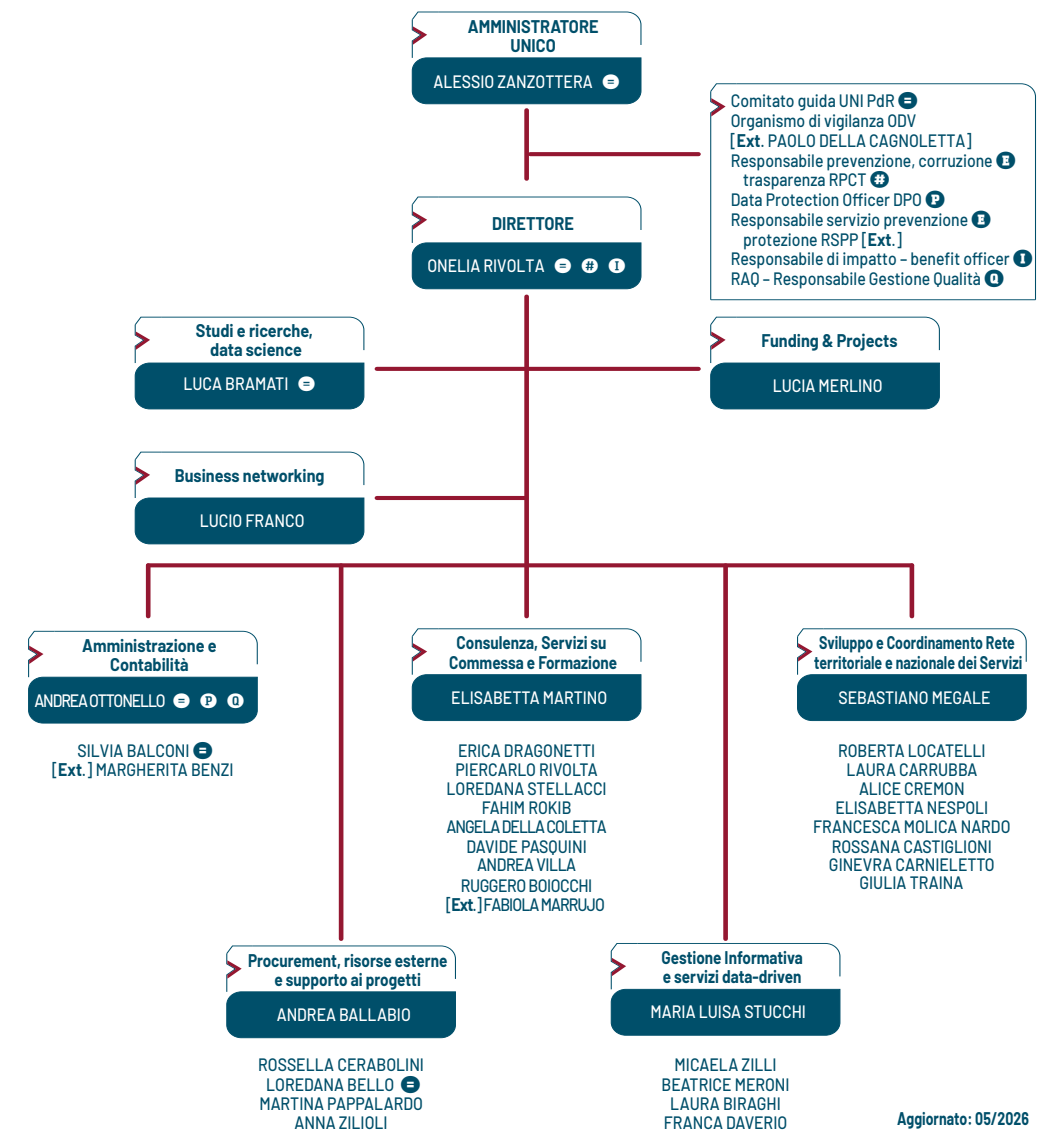 AMMINISTRATORE
UNICO
ALESSIO ZANZOTTERA =
Comitato guida UNI PdR =
Organismo di vigilanza ODV
[Ext. PAOLO DELLA CAGNOLETTA]
Responsabile prevenzione, corruzione E
trasparenza RPCT #
Data Protection Officer DPO P
Responsabile servizio prevenzione E
protezione RSPP [Ext.]
Responsabile di impatto – benefit officer I
RAQ – Responsabile Gestione Qualità Q
DIRETTORE
ONELIA RIVOLTA = # I
Studi e ricerche,
data science
LUCA BRAMATI =
Funding & Projects
LUCIA MERLINO
Business networking
LUCIO FRANCO
Amministrazione e
Contabilità
ANDREA OTTONELLO = P Q
SILVIA BALCONI =
[Ext.] MARGHERITA BENZI
Consulenza, Servizi su
Commessa e Formazione
ELISABETTA MARTINO
ERICA DRAGONETTI
PIERCARLO RIVOLTA
LOREDANA STELLACCI
FAHIM ROKIB
ANGELA DELLA COLETTA
DAVIDE PASQUINI
ANDREA VILLA
RUGGERO BOIOCCHI
[Ext.] FABIOLA MARRUJO
Sviluppo e Coordinamento Rete
territoriale e nazionale dei Servizi
SEBASTIANO MEGALE
ROBERTA LOCATELLI
LAURA CARRUBBA
ALICE CREMON
ELISABETTA NESPOLI
FRANCESCA MOLICA NARDO
ROSSANA CASTIGLIONI
GINEVRA CARNIELETTO
GIULIA TRAINA
Procurement, risorse esterne
e supporto ai progetti
ANDREA BALLABIO
ROSSELLA CERABOLINI
LOREDANA BELLO =
MARTINA PAPPALARDO
ANNA ZILIOLI
Gestione Informativa
e servizi data-driven
MARIA LUISA STUCCHI
MICAELA ZILLI
BEATRICE MERONI
LAURA BIRAGHI
FRANCA DAVERIO
Aggiornato: 05/2026